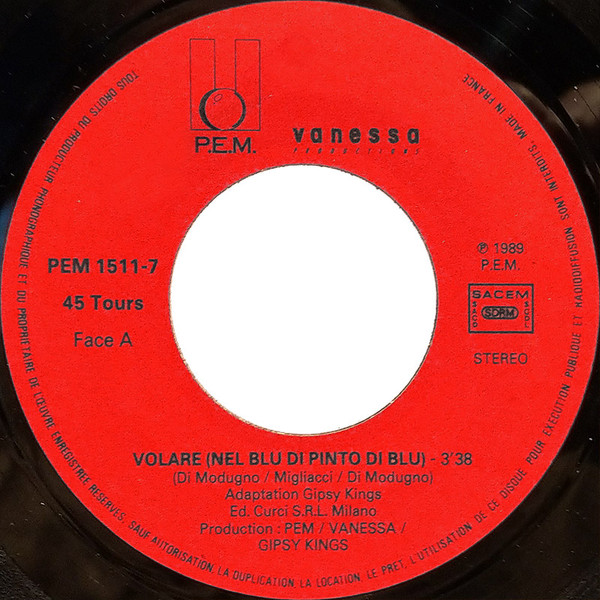 P.E.M.
vanessa
PRODUCTIONS
PEM 1511-7
45 Tours
Face A
℗ 1989
P.E.M.
SACEM
SACD
SDRM
SGDL
STEREO
VOLARE (NEL BLU DI PINTO DI BLU) - 3'38
(Di Modugno / Migliacci / Di Modugno)
Adaptation Gipsy Kings
Ed. Curci S.R.L. Milano
Production : PEM / VANESSA /
GIPSY KINGS
TOUS DROITS DU PRODUCTEUR PHONOGRAPHIQUE ET DU PROPRIETAIRE DE L'ŒUVRE ENREGISTREE RESERVES, SAUF AUTORISATION, LA DUPLICATION, LA LOCATION, LE PRET, L'UTILISATION DE CE DISQUE POUR EXECUTION PUBLIQUE ET RADIODIFFUSION SONT INTERDITS, MADE IN FRANCE